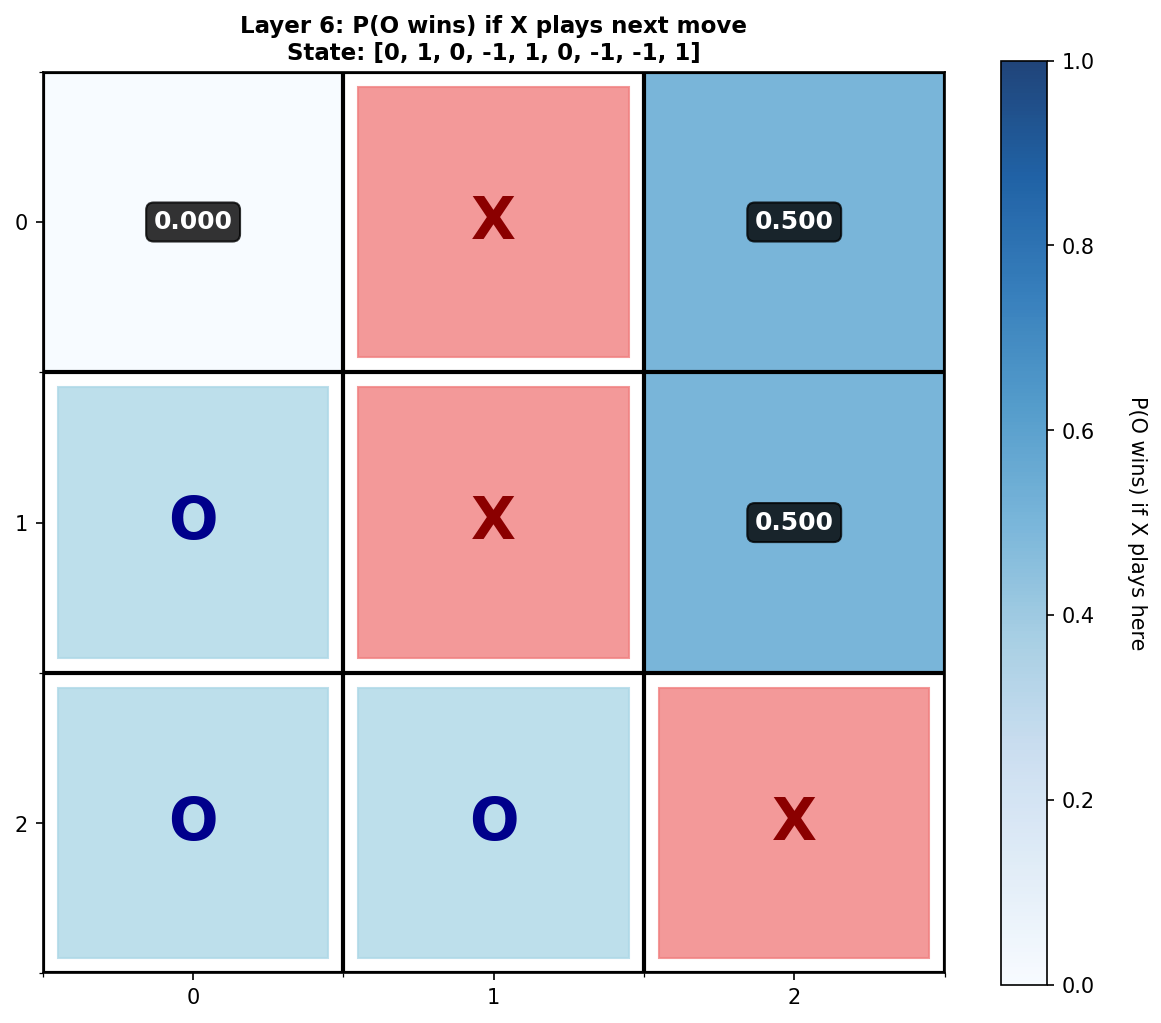 Layer 6: P(O wins) if X plays next move
State: [0, 1, 0, -1, 1, 0, -1, -1, 1]
0.000
X
0.500
O
X
0.500
O
O
X
0
1
2
0
1
2
1.0
0.8
0.6
0.4
0.2
0.0
P(O wins) if X plays here